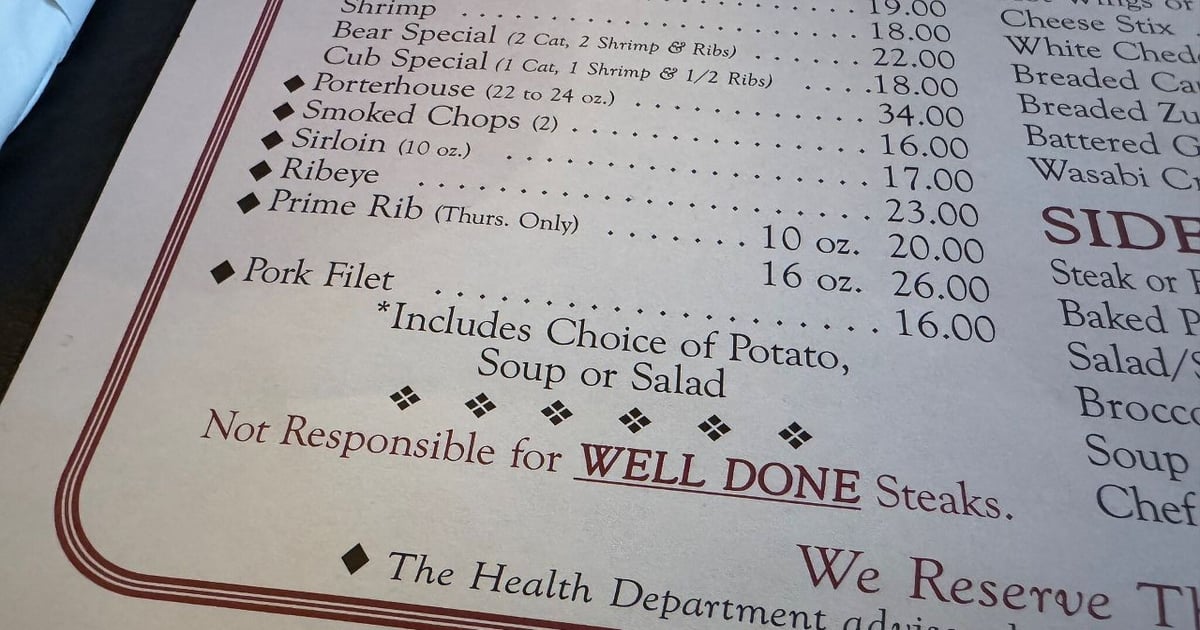 19.00
Shrimp . . . . . . . . . . . . . . . . . . . . 18.00
Bear Special (2 Cat, 2 Shrimp & Ribs) . . . . . . 22.00
Cub Special (1 Cat, 1 Shrimp & 1/2 Ribs) . . . . 18.00
◆ Porterhouse (22 to 24 oz.) . . . . . . . . . . . . 34.00
◆ Smoked Chops (2) . . . . . . . . . . . . . . . . 16.00
◆ Sirloin (10 oz.) . . . . . . . . . . . . . . . . . . . 17.00
◆ Ribeye . . . . . . . . . . . . . . . . . . . . . . . . 23.00
◆ Prime Rib (Thurs. Only) . . . . . . . 10 oz. 20.00
16 oz. 26.00
◆ Pork Filet . . . . . . . . . . . . . . . . . . . . . . 16.00
*Includes Choice of Potato,
Soup or Salad
Not Responsible for WELL DONE Steaks.
◆ The Health Department
We Reserve
Cheese Stix
White
Breaded
Breaded
Battered
Wasabi
Steak or
Baked
Salad/
Soup
Chef